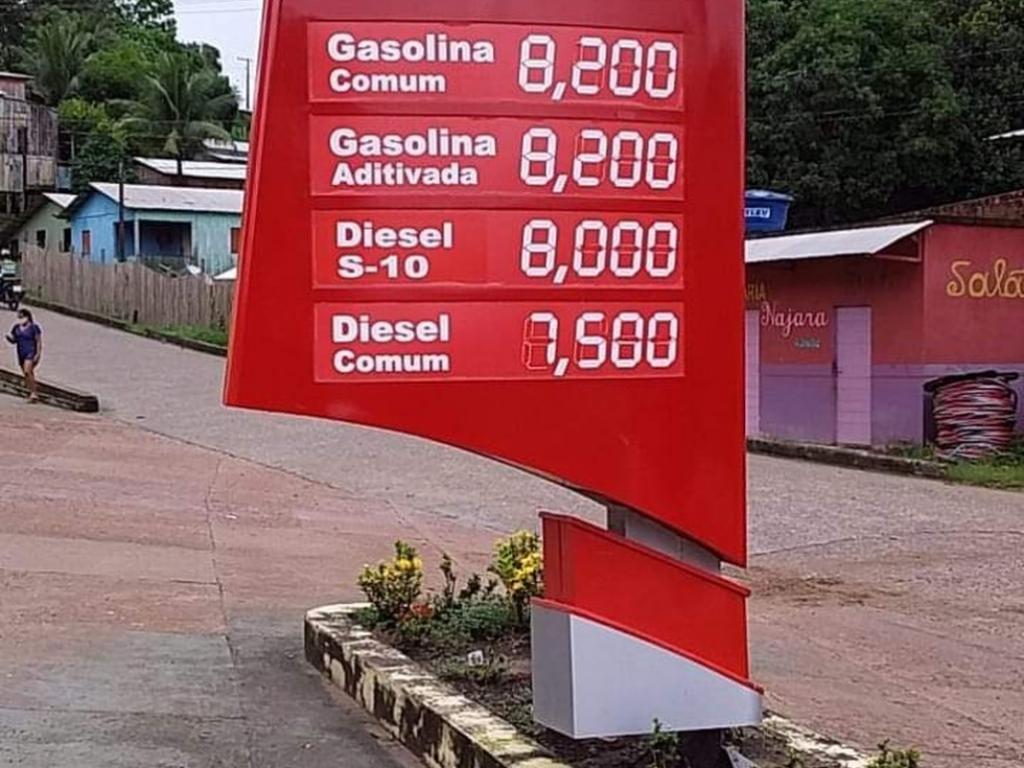 Gasolina 8,200
Comum
Gasolina 8,200
Aditivada
Diesel 8,000
S-10
Diesel 7,500
Comum
Najara
Salã